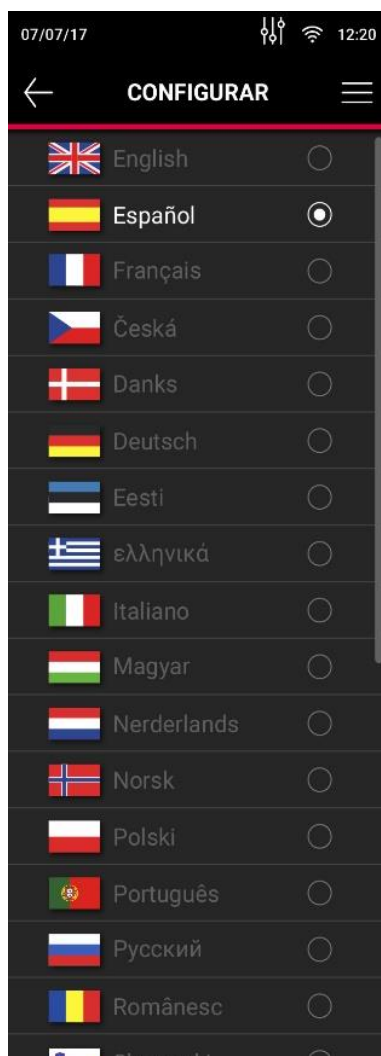 07/07/17 12:20
CONFIGURAR
English
Español
Français
Česká
Danks
Deutsch
Eesti
ελληνικά
Italiano
Magyar
Nerderlands
Norsk
Polski
Português
Русский
Românesc